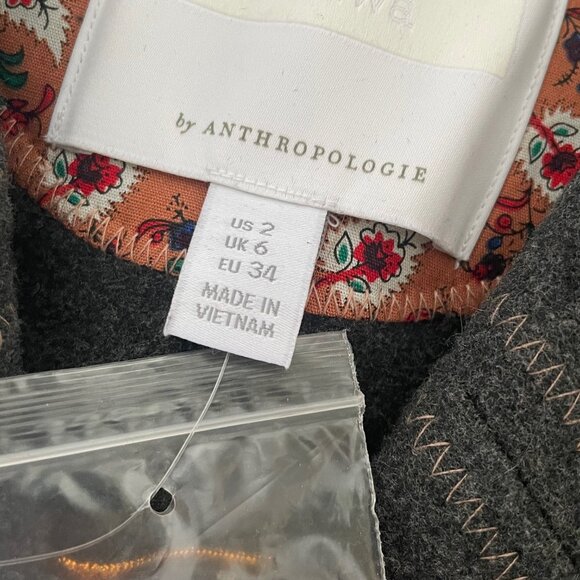 by ANTHROPOLOGIE
US 2
UK 6
EU 34
MADE IN
VIETNAM